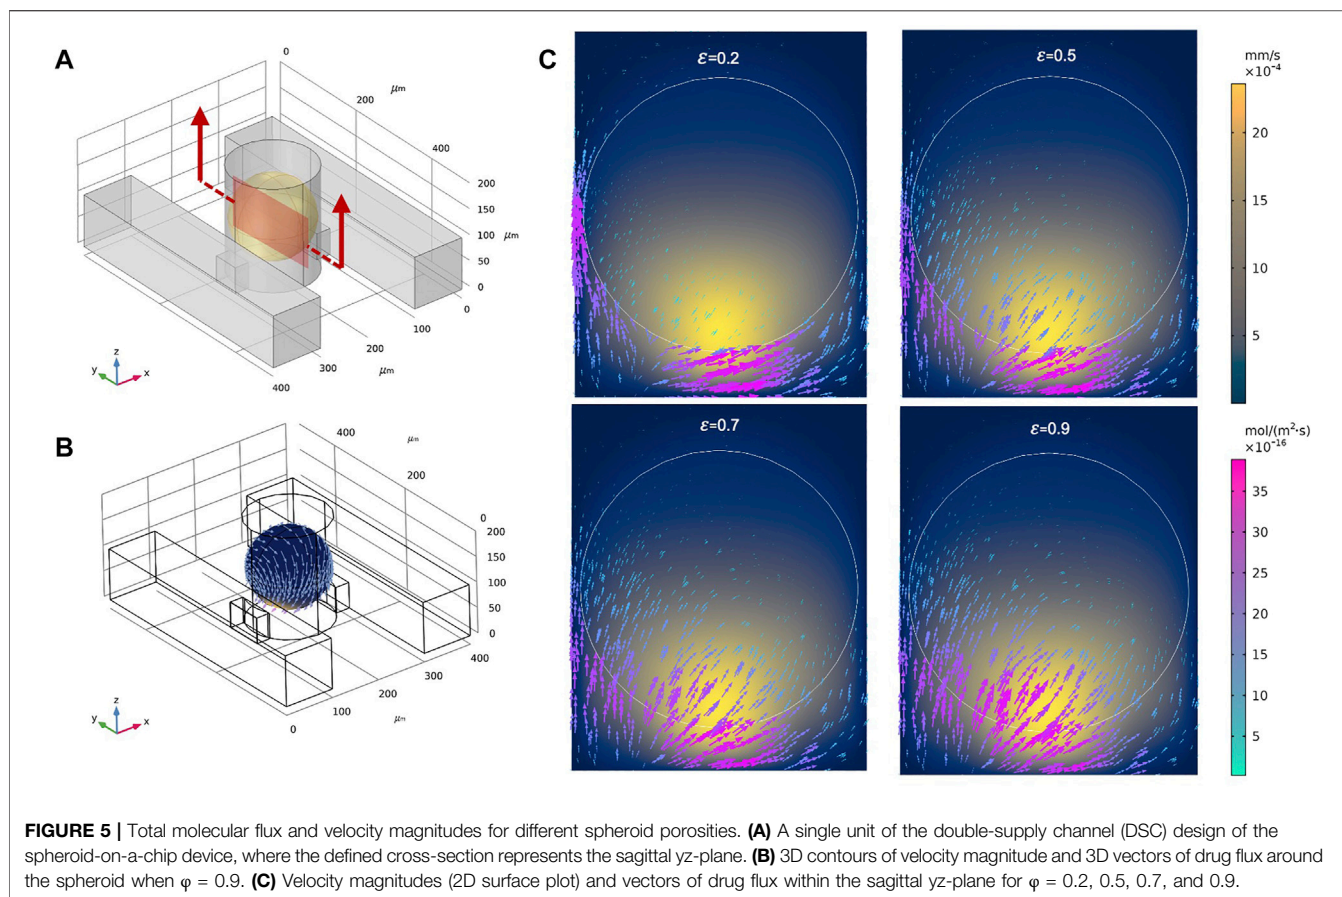 A
0
200
μm
400
200
150
100
μm
50
0
0
100
200
300
μm
400
z
y
x
B
400
μm
200
0
200
150
100
50
0
400
300
200
100
μm
0
z
y
x
C
ε=0.2
ε=0.5
ε=0.7
ε=0.9
mm/s
×10⁻⁴
20
15
10
5
mol/(m²·s)
×10⁻¹⁶
35
30
25
20
15
10
5
FIGURE 5 | Total molecular flux and velocity magnitudes for different spheroid porosities. (A) A single unit of the double-supply channel (DSC) design of the
spheroid-on-a-chip device, where the defined cross-section represents the sagittal yz-plane. (B) 3D contours of velocity magnitude and 3D vectors of drug flux around
the spheroid when φ = 0.9. (C) Velocity magnitudes (2D surface plot) and vectors of drug flux within the sagittal yz-plane for φ = 0.2, 0.5, 0.7, and 0.9.